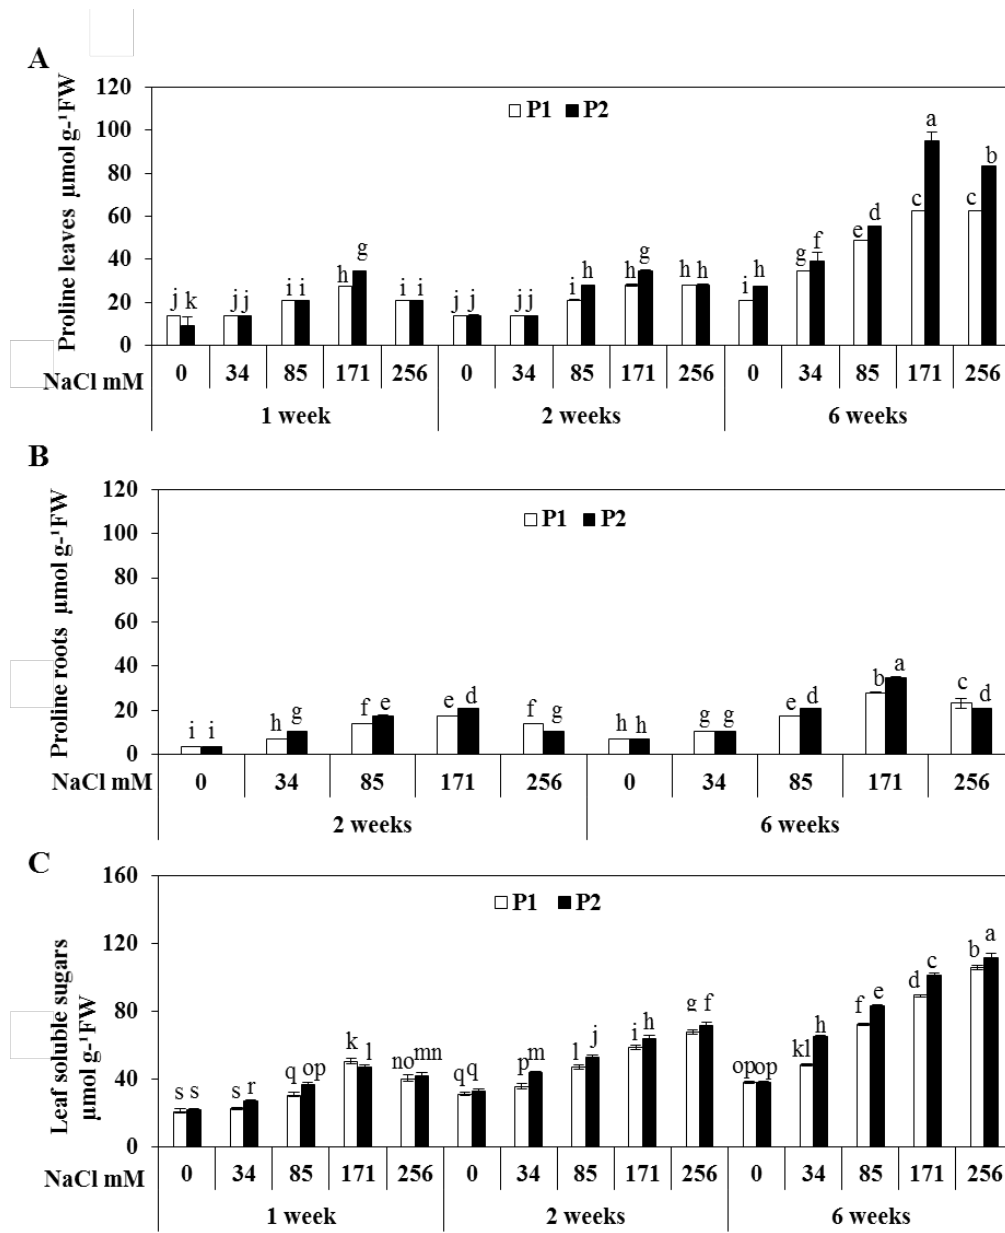 A
Proline leaves µmol g-¹FW
120
100
80
60
40
20
0
P1 P2
j k j j i i h g i i j j j j i h h g h h i h g f e d c a c b
NaCl mM 0 34 85 171 256 0 34 85 171 256 0 34 85 171 256
1 week 2 weeks 6 weeks
B
Proline roots µmol g-¹FW
120
100
80
60
40
20
0
P1 P2
i i h g f e e d f g h h g g e d b a c d
NaCl mM 0 34 85 171 256 0 34 85 171 256
2 weeks 6 weeks
C
Leaf soluble sugars
µmol g-¹FW
160
120
80
40
0
P1 P2
s s s r q op k l no mn q q p m l j i h g f op op kl h f e d c b a
NaCl mM 0 34 85 171 256 0 34 85 171 256 0 34 85 171 256
1 week 2 weeks 6 weeks